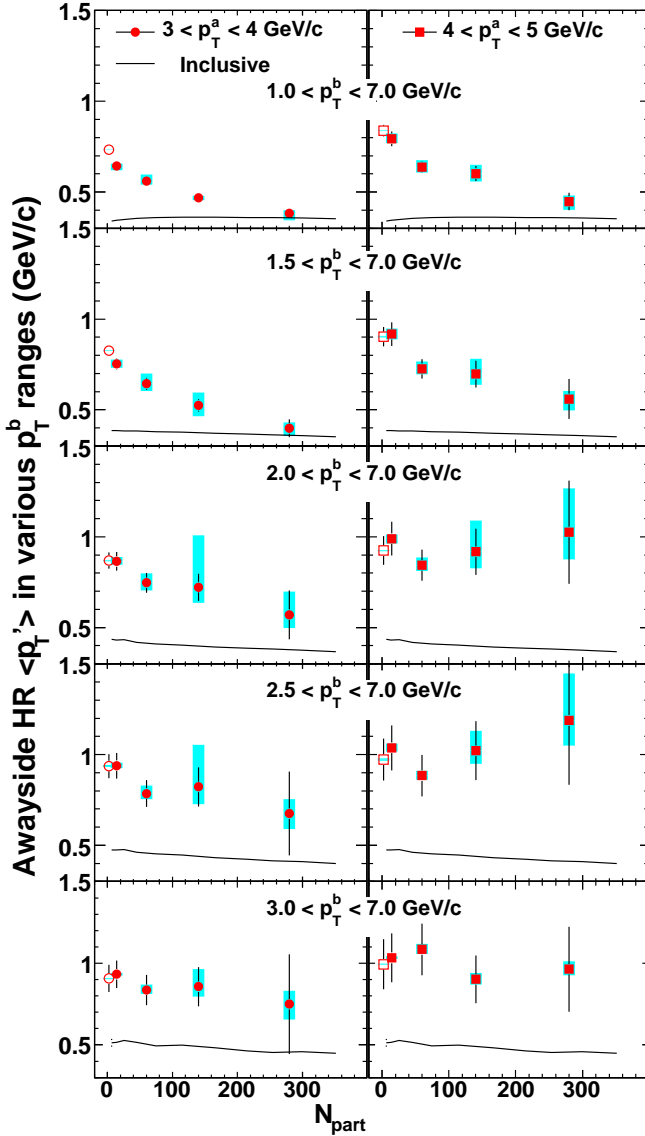 3 < p_T^a < 4 GeV/c
Inclusive
4 < p_T^a < 5 GeV/c
1.0 < p_T^b < 7.0 GeV/c
1.5 < p_T^b < 7.0 GeV/c
2.0 < p_T^b < 7.0 GeV/c
2.5 < p_T^b < 7.0 GeV/c
3.0 < p_T^b < 7.0 GeV/c
Awayside HR <p_T'> in various p_T^b ranges (GeV/c)
1.5
1
0.5
1.5
1
0.5
1.5
1
0.5
1.5
1
0.5
1.5
1
0.5
0 100 200 300 0 100 200 300
N_part